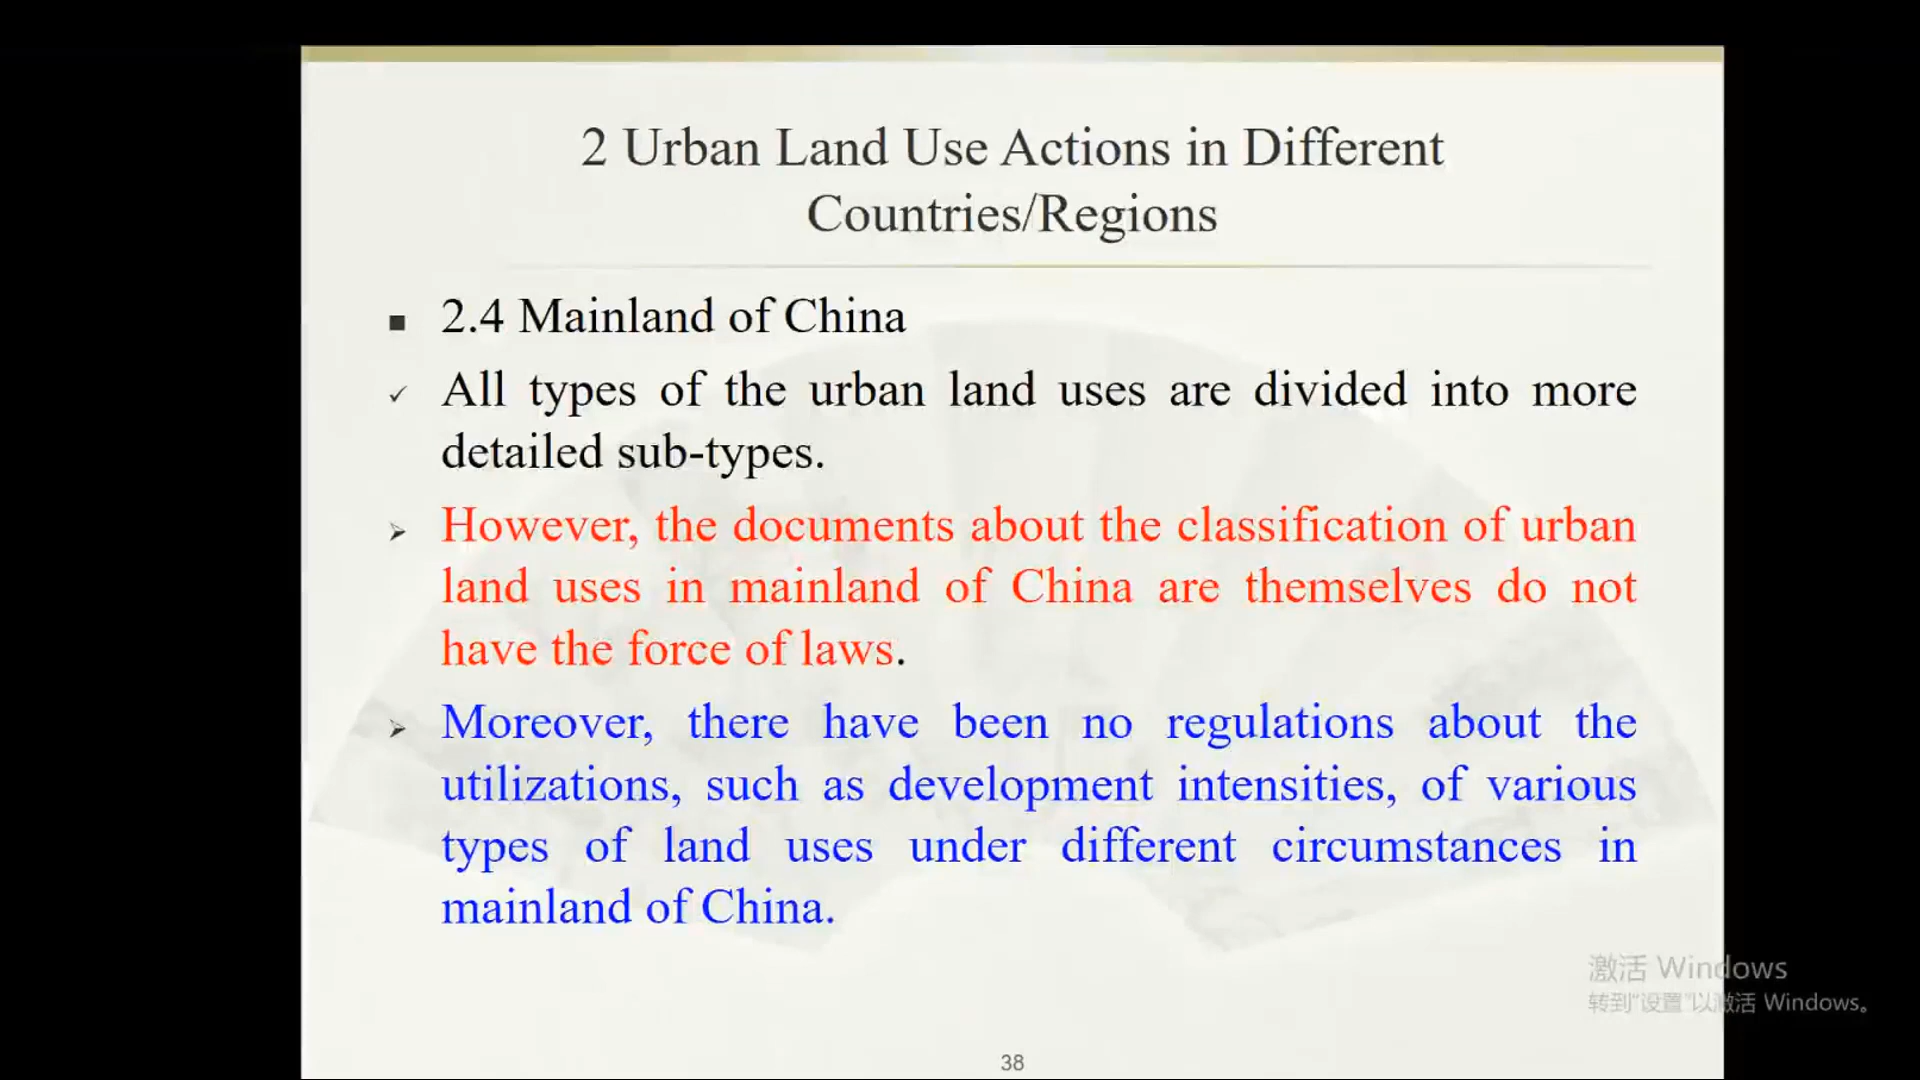 2 Urban Land Use Actions in Different
Countries/Regions
2.4 Mainland of China
All types of the urban land uses are divided into more
detailed sub-types.
However, the documents about the classification of urban
land uses in mainland of China are themselves do not
have the force of laws.
Moreover, there have been no regulations about the
utilizations, such as development intensities, of various
types of land uses under different circumstances in
mainland of China.
激活 Windows
转到“设置”以激活 Windows。
38